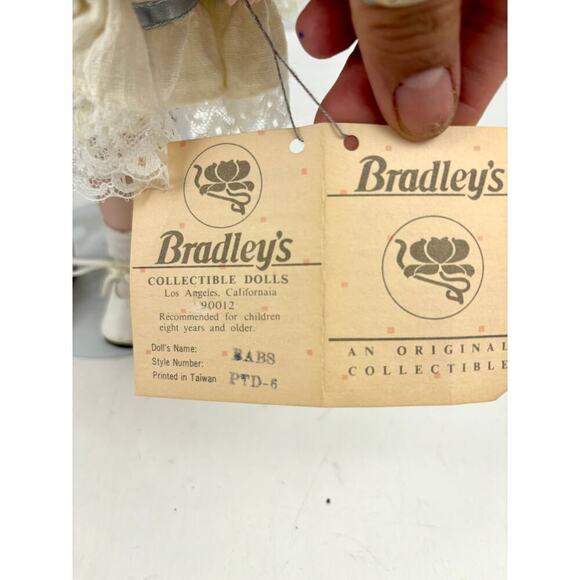 Bradley's
COLLECTIBLE DOLLS
Los Angeles, Californaia
90012
Recommended for children
eight years and older.
Doll's Name: BABS
Style Number:
Printed in Taiwan PTD-6
Bradley's
AN ORIGINAL
COLLECTIBLE